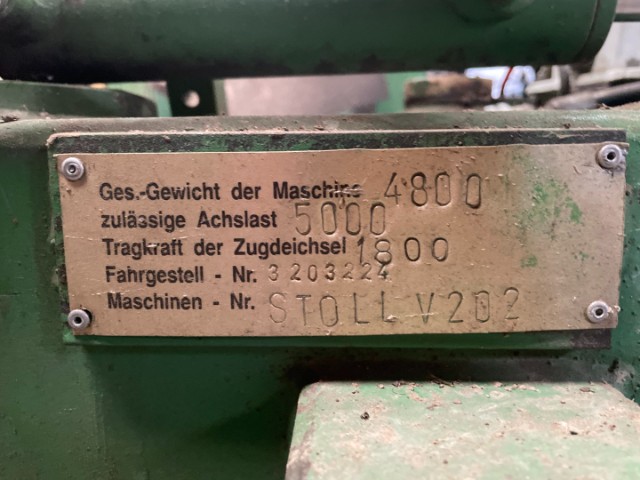 Ges.-Gewicht der Maschine 4800
zulässige Achslast 5000
Tragkraft der Zugdeichsel 1800
Fahrgestell - Nr. 3203224
Maschinen - Nr. STOLL V202